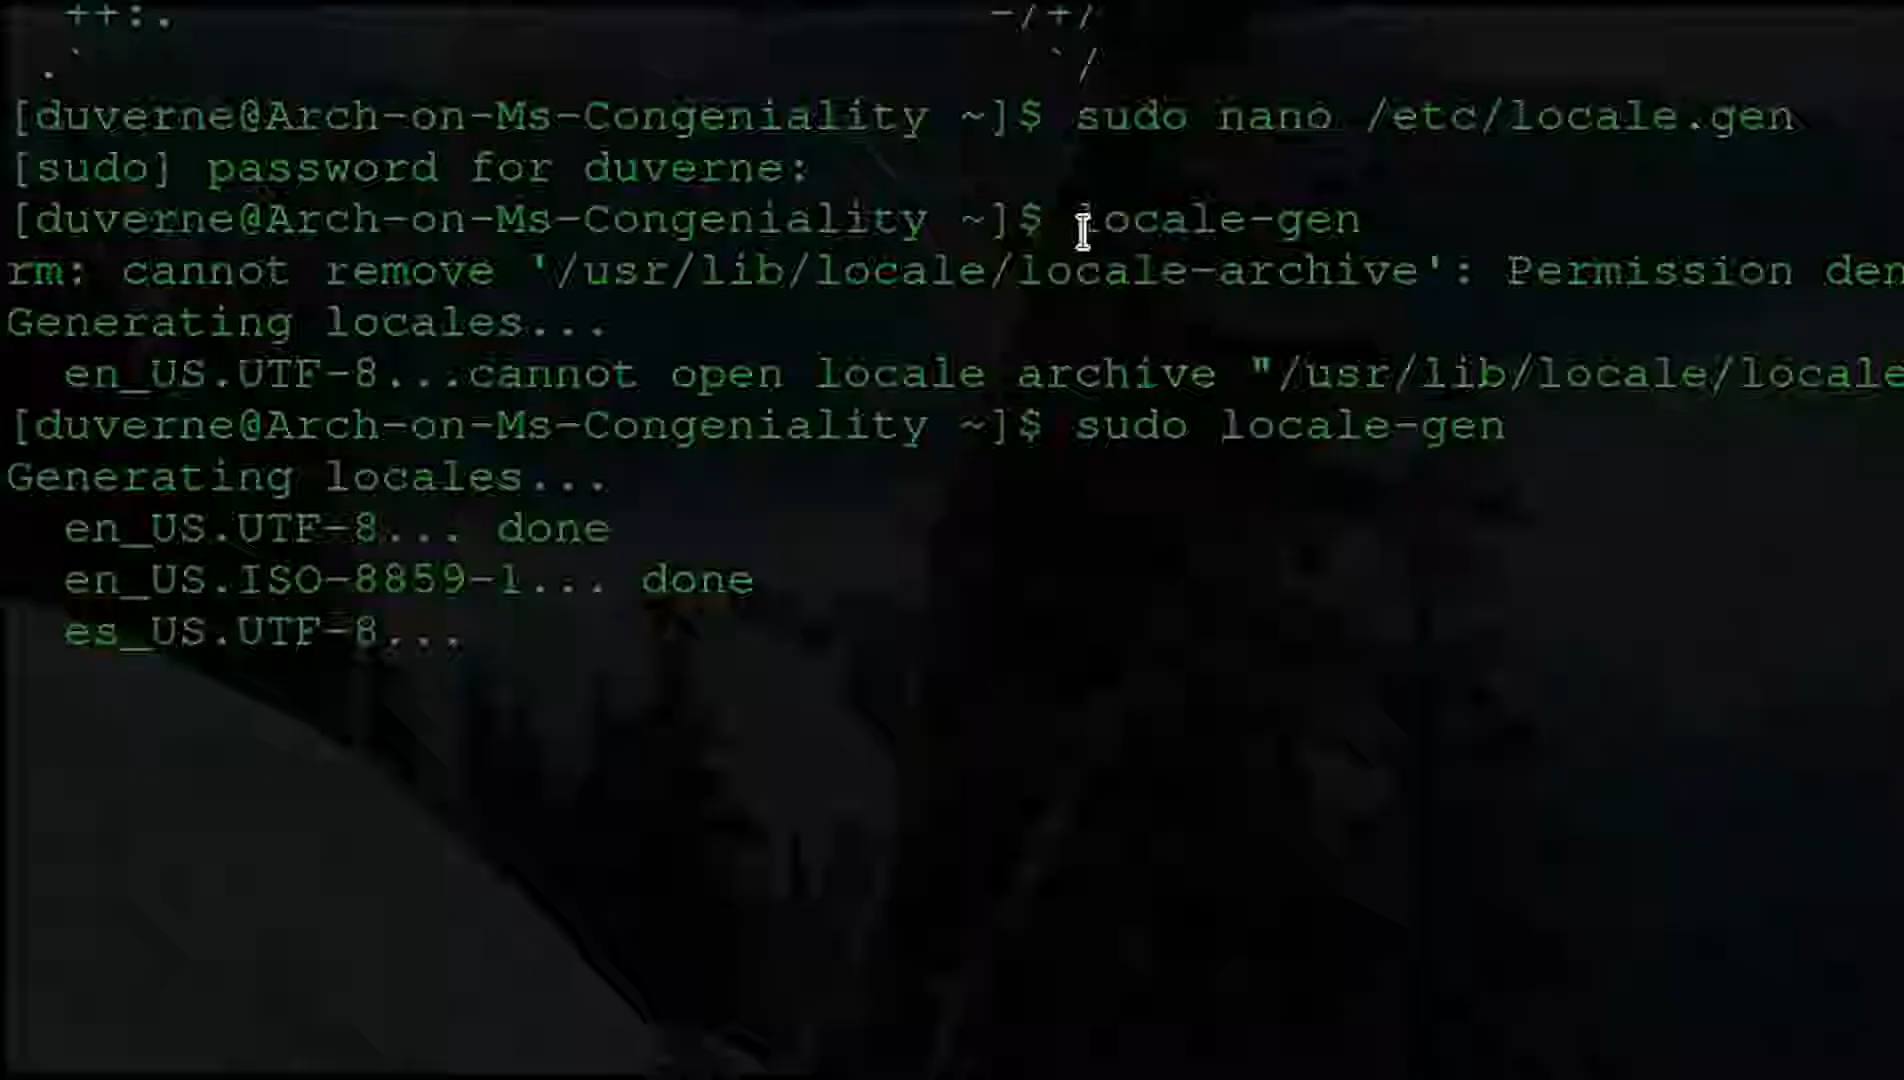 ++:.                                -/+/
.`                                  `/
[duverne@Arch-on-Ms-Congeniality ~]$ sudo nano /etc/locale.gen
[sudo] password for duverne:
[duverne@Arch-on-Ms-Congeniality ~]$ locale-gen
rm: cannot remove '/usr/lib/locale/locale-archive': Permission den
Generating locales...
  en_US.UTF-8...cannot open locale archive "/usr/lib/locale/locale
[duverne@Arch-on-Ms-Congeniality ~]$ sudo locale-gen
Generating locales...
  en_US.UTF-8... done
  en_US.ISO-8859-1... done
  es_US.UTF-8...